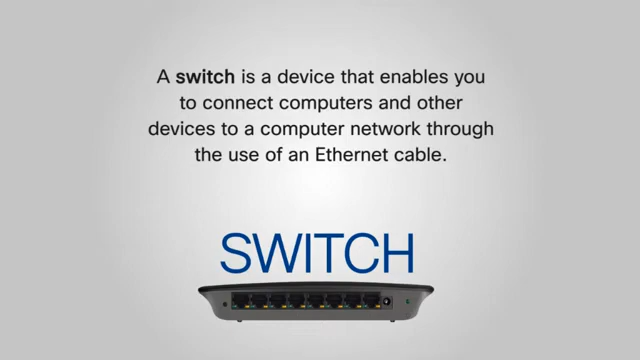 A switch is a device that enables you
to connect computers and other
devices to a computer network through
the use of an Ethernet cable.
SWITCH